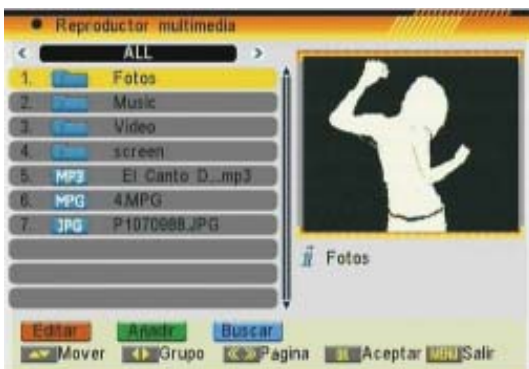 Reproductor multimedia
< ALL >
1. Fotos
2. Music
3. Video
4. screen
5. MP3 El Canto D...mp3
6. MPG 4.MPG
7. JPG P1070988.JPG
Fotos
Editar Añadir Buscar
Mover Grupo Página OK Aceptar MENU Salir